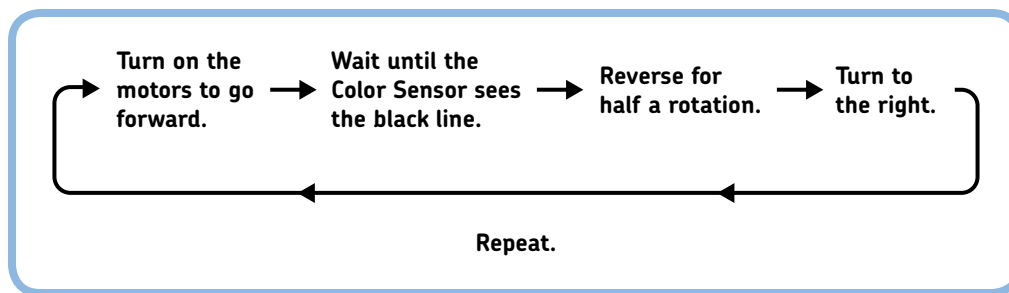 Turn on the
motors to go
forward.
Wait until the
Color Sensor sees
the black line.
Reverse for
half a rotation.
Turn to
the right.
Repeat.